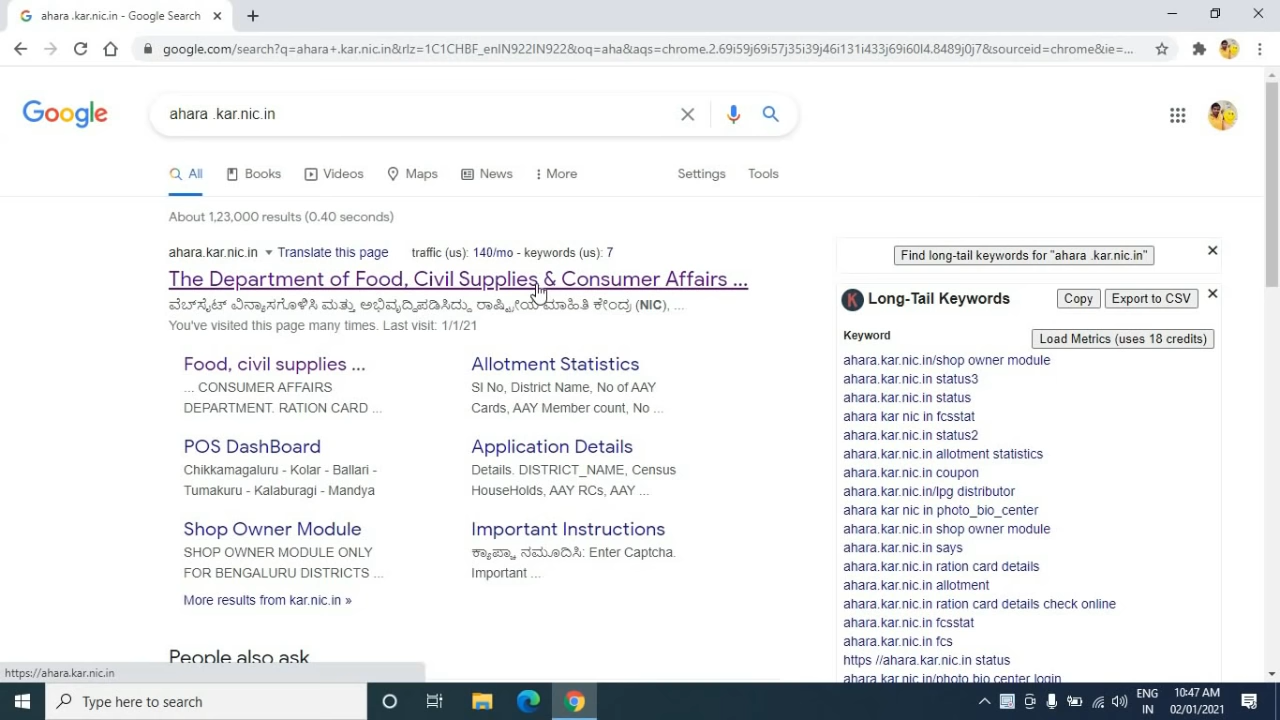 ahara .kar.nic.in - Google Search
google.com/search?q=ahara+.kar.nic.in&rlz=1C1CHBF_enIN922IN922&oq=aha&aqs=chrome.2.69i59j69i57j35i39j46i131i433j69i60l4.8489j0j7&sourceid=chrome&ie=...
Google
ahara .kar.nic.in
All Books Videos Maps News More Settings Tools
About 1,23,000 results (0.40 seconds)
ahara.kar.nic.in Translate this page traffic (us): 140/mo - keywords (us): 7
The Department of Food, Civil Supplies & Consumer Affairs ...
ವೆಬ್‌ಸೈಟ್ ವಿನ್ಯಾಸಗೊಳಿಸಿ ಮತ್ತು ಅಭಿವೃದ್ಧಿಪಡಿಸಿದ್ದು, ರಾಷ್ಟ್ರೀಯ ಮಾಹಿತಿ ಕೇಂದ್ರ (NIC), ...
You've visited this page many times. Last visit: 1/1/21
Food, civil supplies ...
... CONSUMER AFFAIRS
DEPARTMENT. RATION CARD ...
Allotment Statistics
Sl No, District Name, No of AAY
Cards, AAY Member count, No ...
POS DashBoard
Chikkamagaluru - Kolar - Ballari -
Tumakuru - Kalaburagi - Mandya
Application Details
Details. DISTRICT_NAME, Census
HouseHolds, AAY RCs, AAY ...
Shop Owner Module
SHOP OWNER MODULE ONLY
FOR BENGALURU DISTRICTS ...
Important Instructions
ಕ್ಯಾಪ್ಚಾ ನಮೂದಿಸಿ: Enter Captcha.
Important ...
More results from kar.nic.in »
People also ask
Find long-tail keywords for "ahara .kar.nic.in"
K Long-Tail Keywords Copy Export to CSV
Keyword Load Metrics (uses 18 credits)
ahara.kar.nic.in/shop owner module
ahara.kar.nic.in status3
ahara.kar.nic.in status
ahara kar nic in fcsstat
ahara.kar.nic.in status2
ahara.kar.nic.in allotment statistics
ahara.kar.nic.in coupon
ahara.kar.nic.in/lpg distributor
ahara kar nic in photo_bio_center
ahara.kar.nic.in shop owner module
ahara.kar.nic.in says
ahara.kar.nic.in ration card details
ahara.kar.nic.in allotment
ahara.kar.nic.in ration card details check online
ahara.kar.nic.in fcsstat
ahara.kar.nic.in fcs
https //ahara.kar.nic.in status
ahara.kar.nic.in/photo bio center login
https://ahara.kar.nic.in
Type here to search
ENG
IN
10:47 AM
02/01/2021